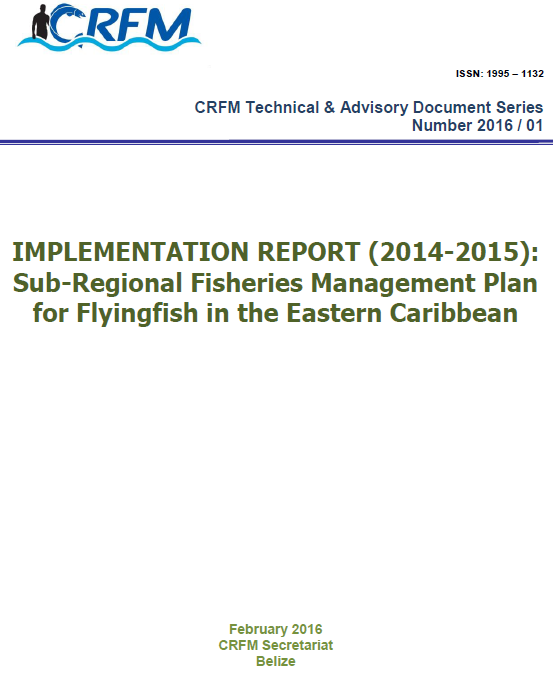 CRFM
ISSN: 1995 – 1132
CRFM Technical & Advisory Document Series
Number 2016 / 01
IMPLEMENTATION REPORT (2014-2015):
Sub-Regional Fisheries Management Plan
for Flyingfish in the Eastern Caribbean
February 2016
CRFM Secretariat
Belize